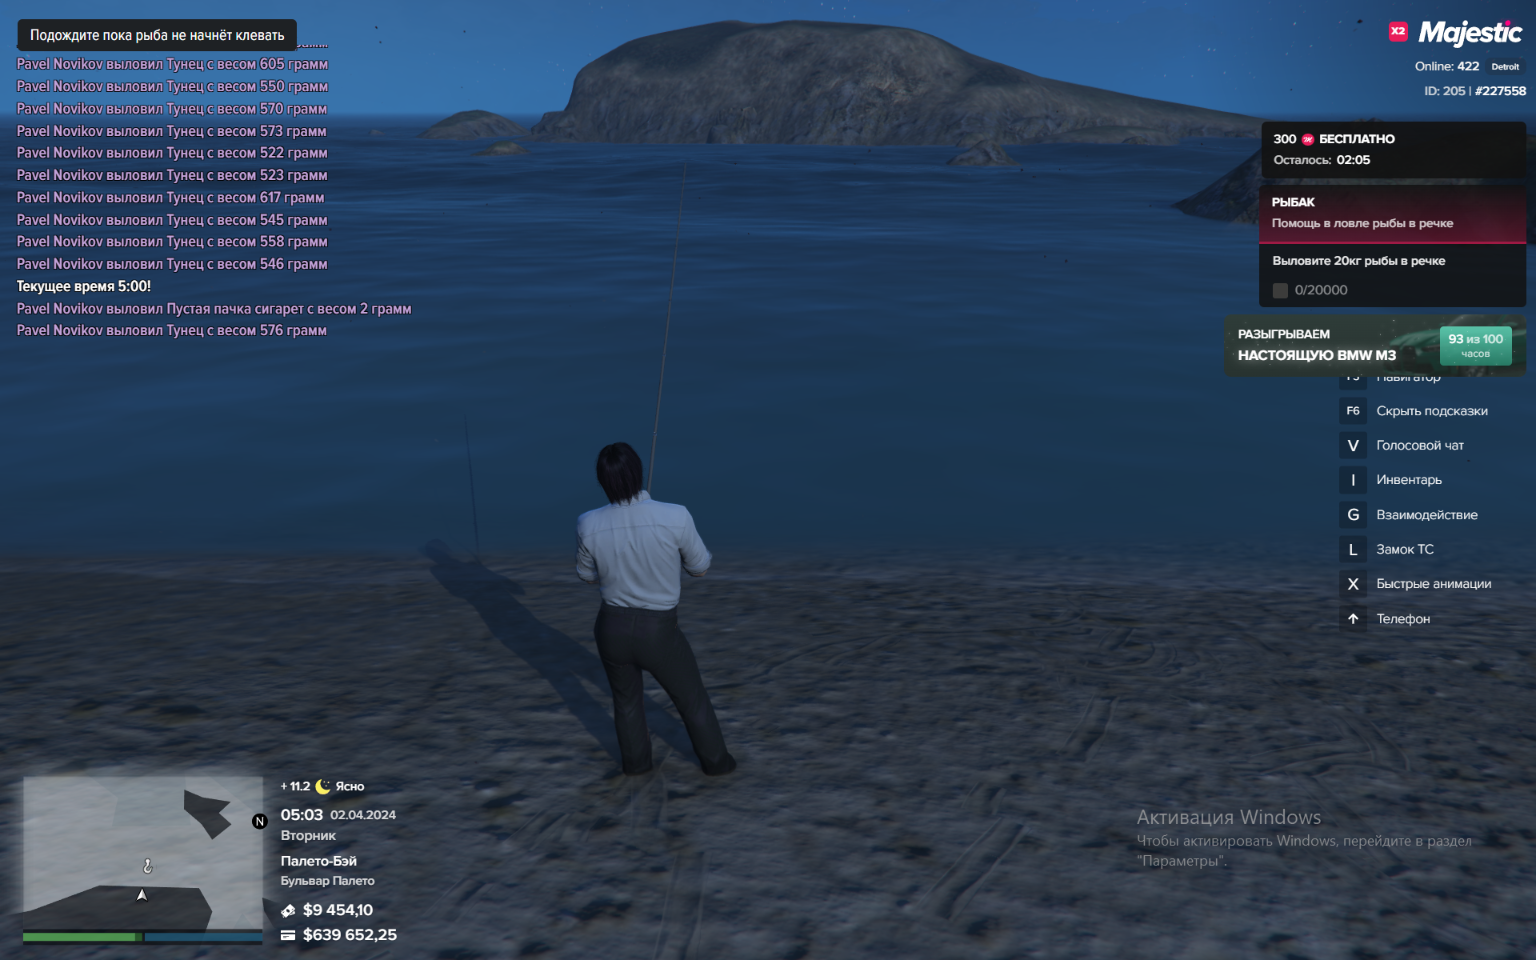 Подождите пока рыба не начнёт клевать
Pavel Novikov выловил Тунец с весом 605 грамм
Pavel Novikov выловил Тунец с весом 550 грамм
Pavel Novikov выловил Тунец с весом 570 грамм
Pavel Novikov выловил Тунец с весом 573 грамм
Pavel Novikov выловил Тунец с весом 522 грамм
Pavel Novikov выловил Тунец с весом 523 грамм
Pavel Novikov выловил Тунец с весом 617 грамм
Pavel Novikov выловил Тунец с весом 545 грамм
Pavel Novikov выловил Тунец с весом 558 грамм
Pavel Novikov выловил Тунец с весом 546 грамм
Текущее время 5:00!
Pavel Novikov выловил Пустая пачка сигарет с весом 2 грамм
Pavel Novikov выловил Тунец с весом 576 грамм
X2 Majestic
Online: 422 Detroit
ID: 205 | #227558
300 БЕСПЛАТНО
Осталось: 02:05
РЫБАК
Помощь в ловле рыбы в речке
Выловите 20кг рыбы в речке
0/20000
РАЗЫГРЫВАЕМ
НАСТОЯЩУЮ BMW M3
93 из 100
часов
Навигатор
F6 Скрыть подсказки
V Голосовой чат
I Инвентарь
G Взаимодействие
L Замок ТС
X Быстрые анимации
Телефон
N
+ 11.2 Ясно
05:03 02.04.2024
Вторник
Палето-Бэй
Бульвар Палето
$9 454,10
$639 652,25
Активация Windows
Чтобы активировать Windows, перейдите в раздел
"Параметры".